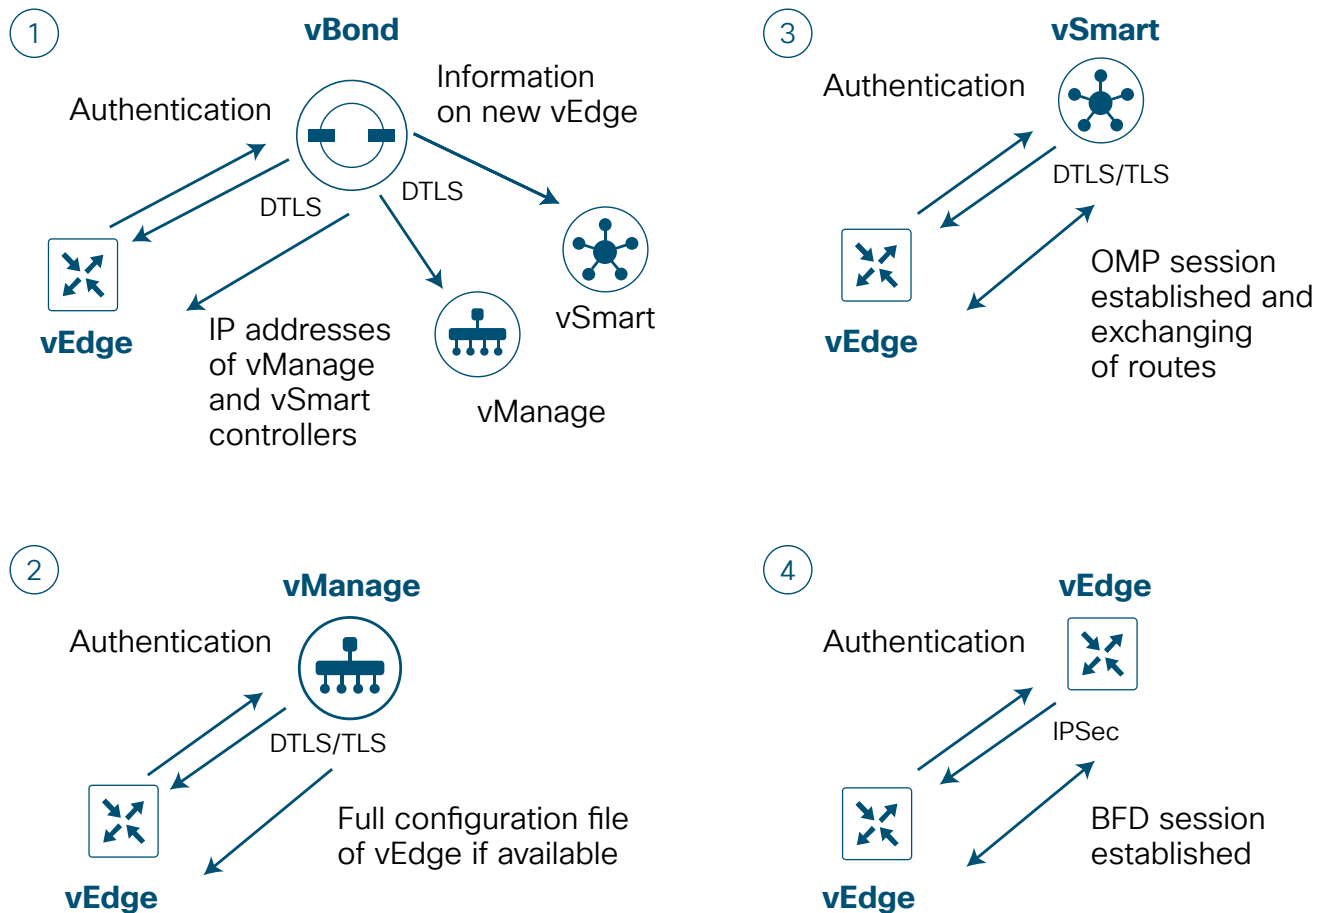 1
vBond
Authentication
Information
on new vEdge
DTLS
DTLS
vEdge
IP addresses
of vManage
and vSmart
controllers
vSmart
vManage
2
vManage
Authentication
DTLS/TLS
Full configuration file
of vEdge if available
vEdge
3
vSmart
Authentication
DTLS/TLS
OMP session
established and
exchanging
of routes
vEdge
4
vEdge
Authentication
IPSec
BFD session
established
vEdge